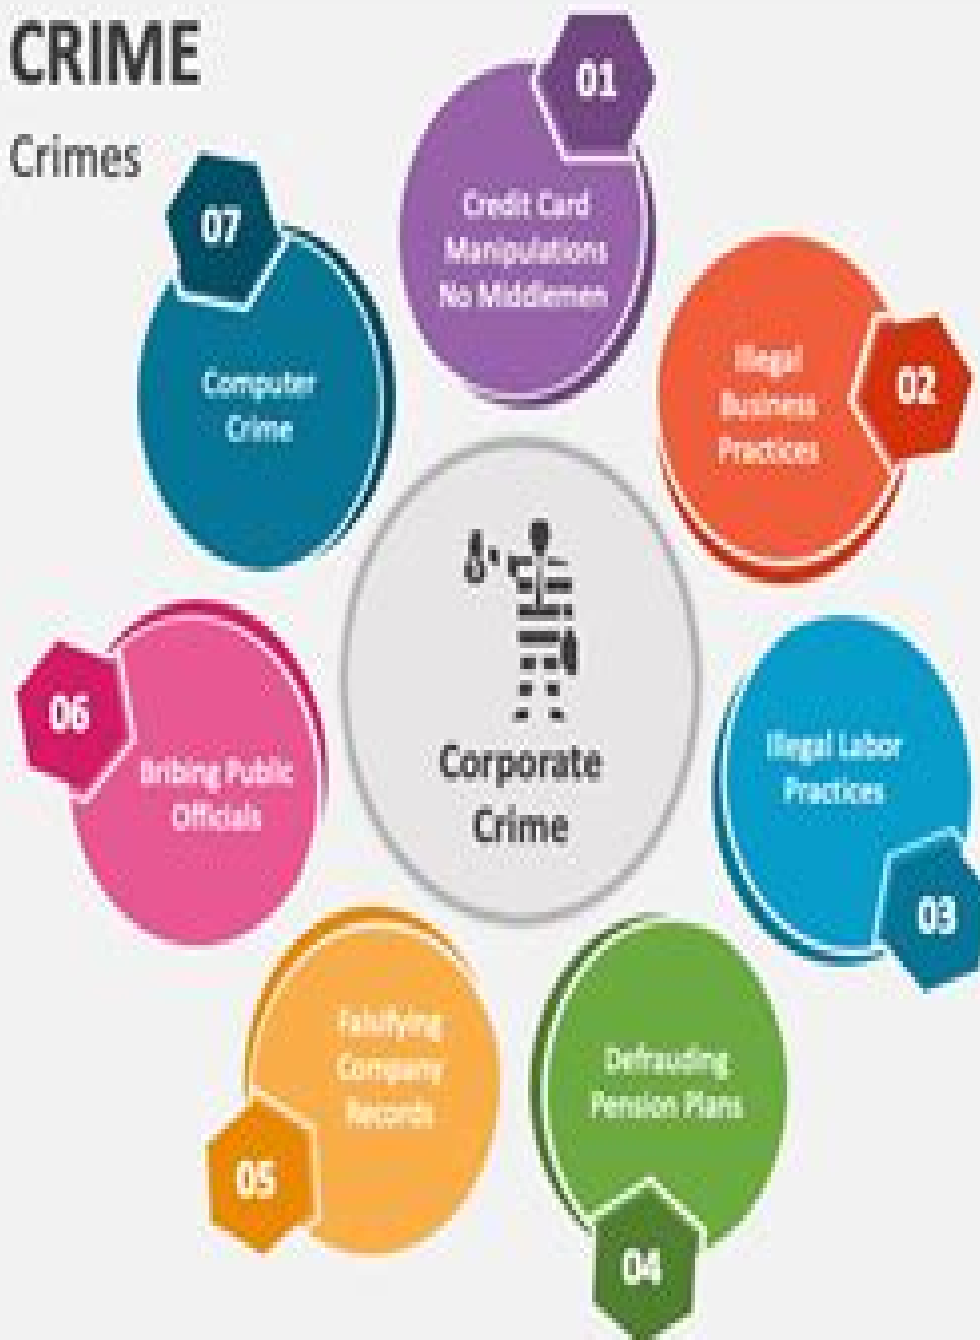 CRIME
Crimes
01
Credit Card
Manipulations
No Middlemen
02
Illegal
Business
Practices
03
Illegal Labor
Practices
04
Defrauding
Pension Plans
05
Falsifying
Company
Records
06
Bribing Public
Officials
07
Computer
Crime
Corporate
Crime